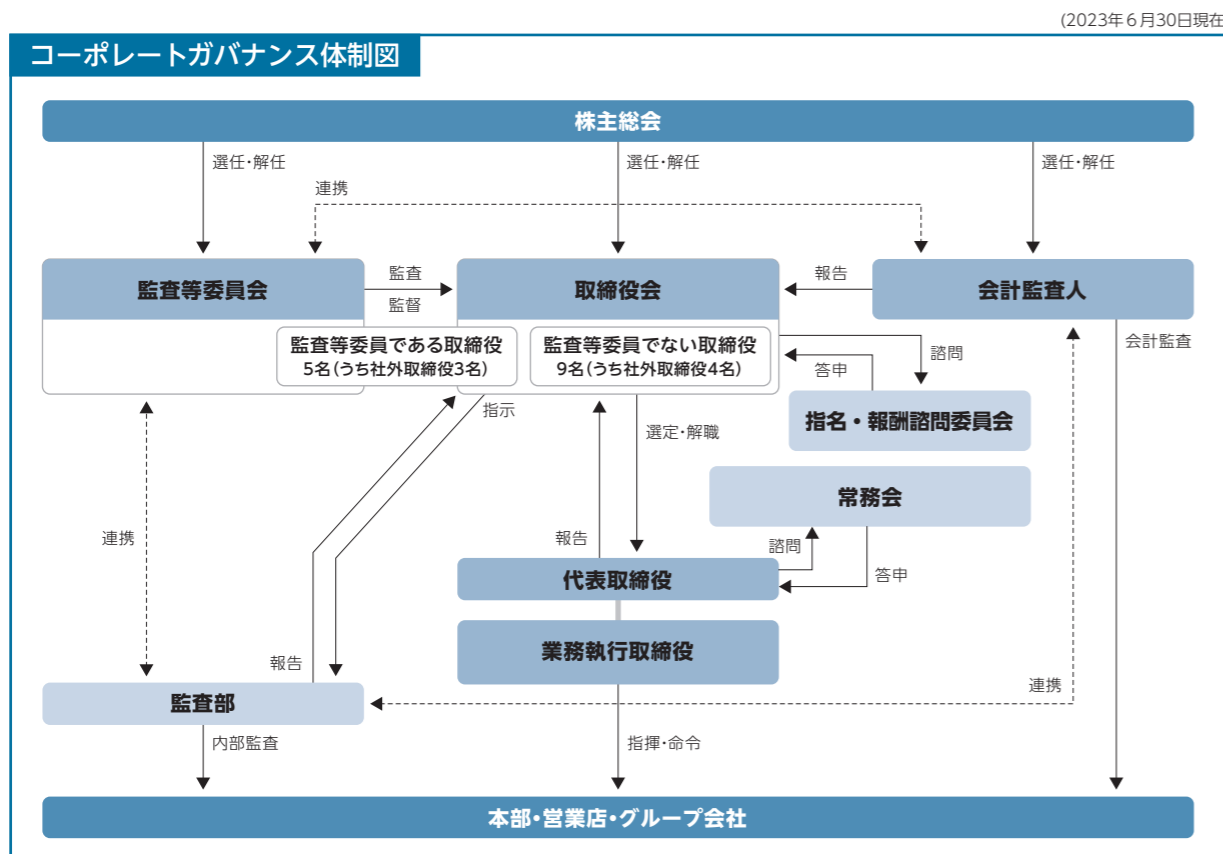 (2023年6月30日現在
コーポレートガバナンス体制図
株主総会
選任・解任
選任・解任
選任・解任
連携
監査等委員会
監査
監督
取締役会
報告
会計監査人
監査等委員である取締役
5名(うち社外取締役3名)
監査等委員でない取締役
9名(うち社外取締役4名)
諮問
答申
会計監査
指名・報酬諮問委員会
指示
選定・解職
常務会
連携
報告
諮問
答申
代表取締役
業務執行取締役
報告
連携
監査部
内部監査
指揮・命令
本部・営業店・グループ会社